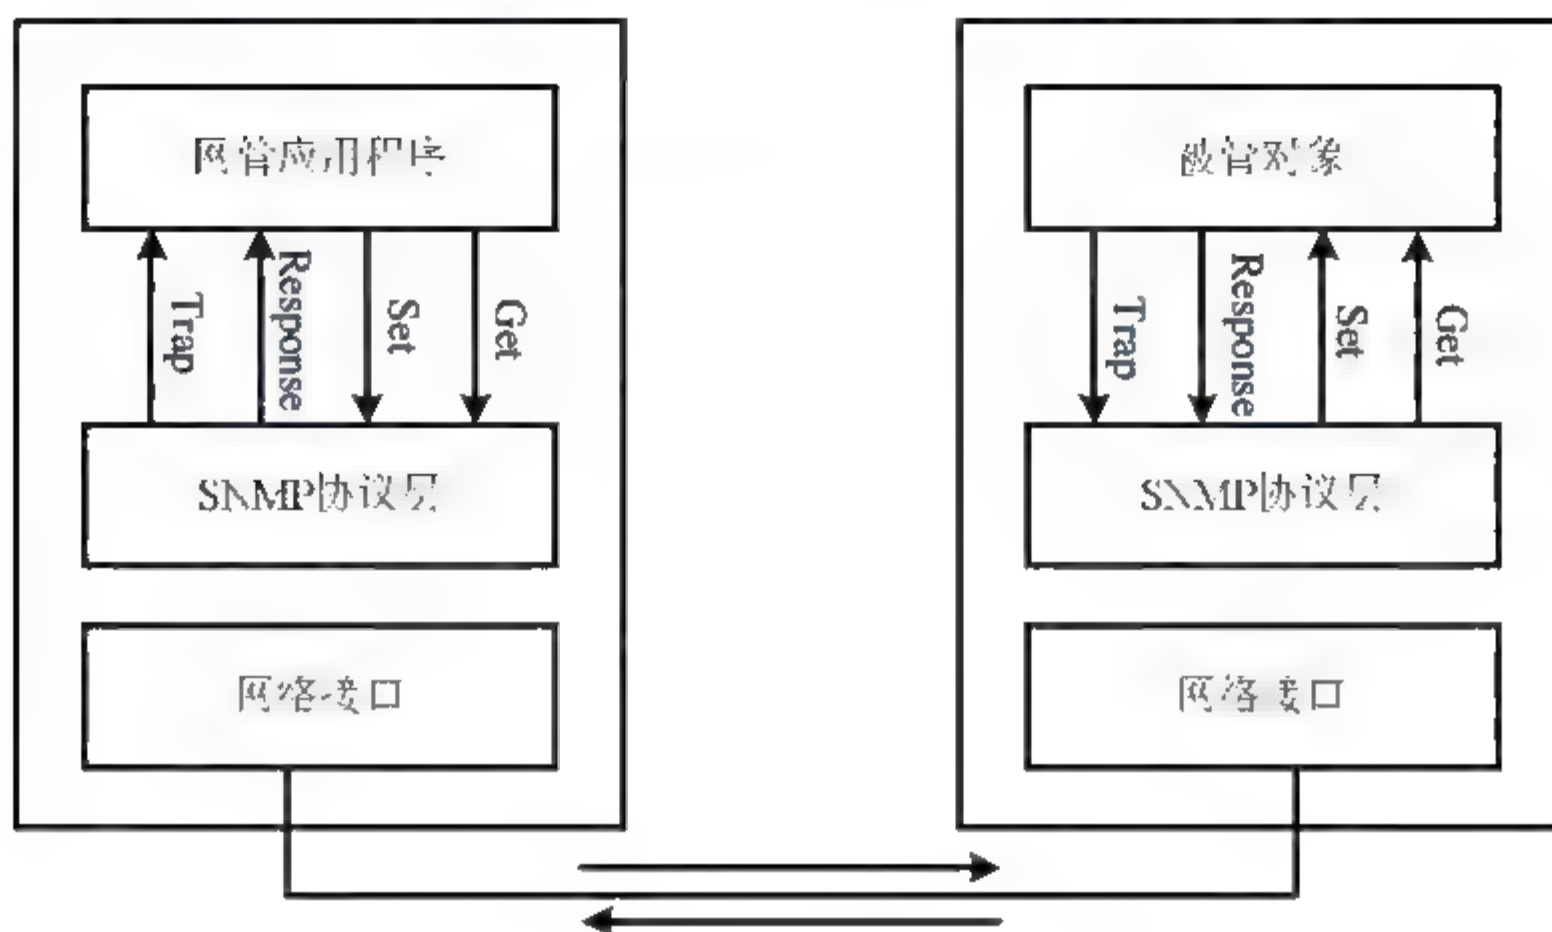 网管应用程序
Trap
Response
Set
Get
SNMP协议层
网络接口
被管对象
Trap
Response
Set
Get
SNMP协议层
网络接口